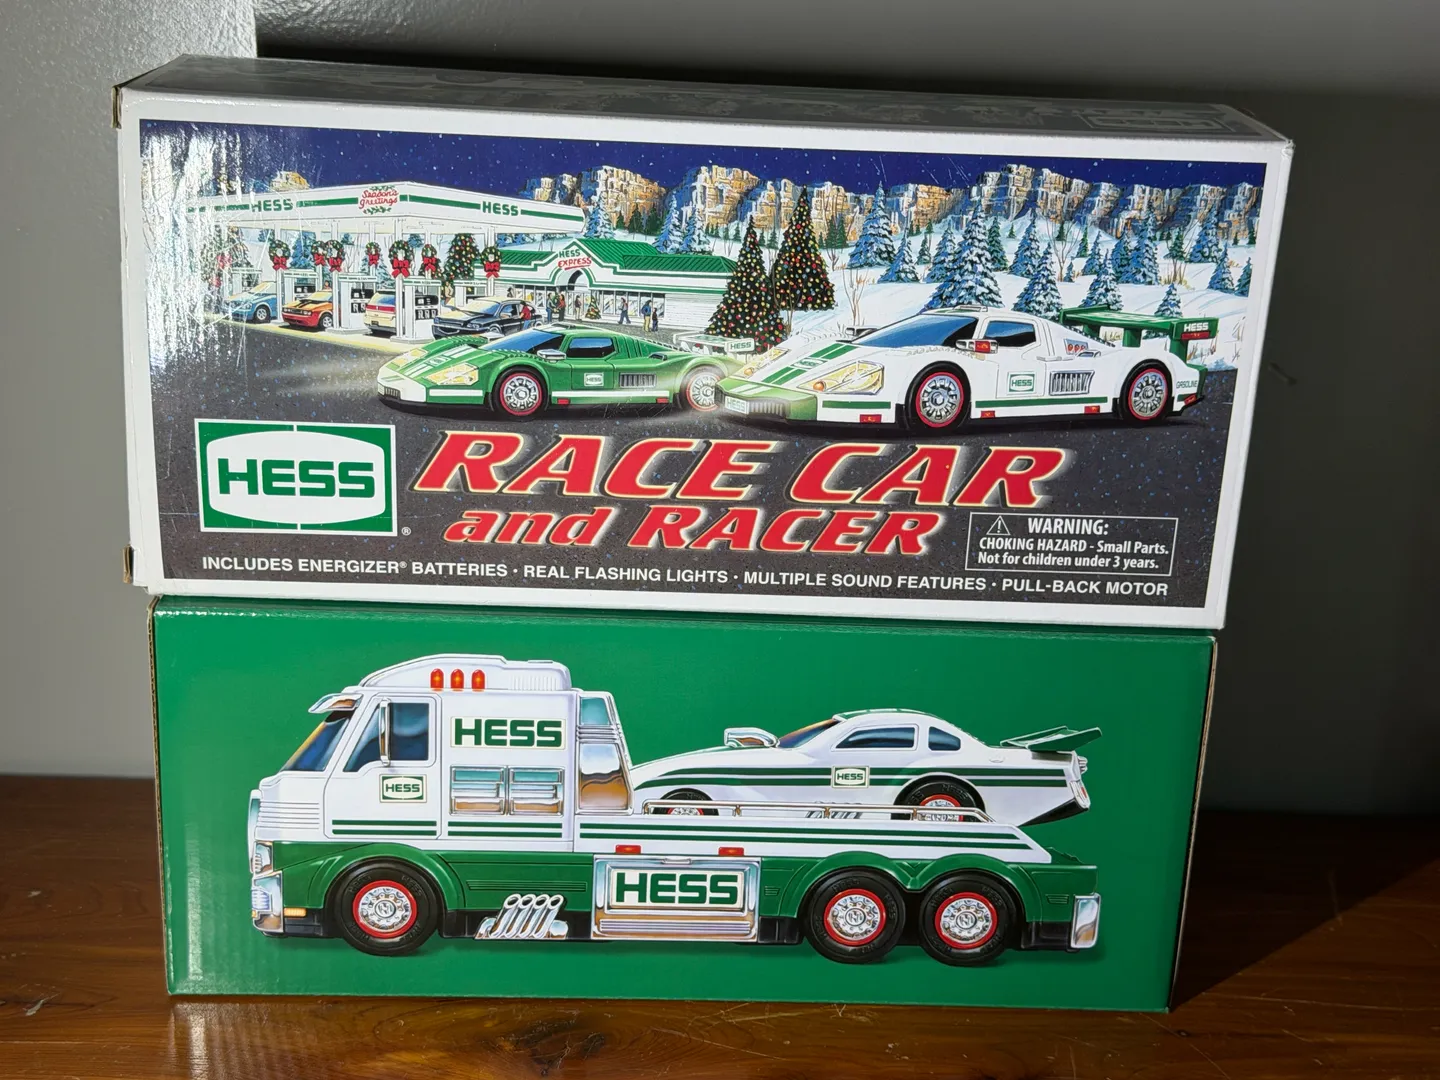 HESS
Season's
Greetings
HESS
HESS
EXPRESS
HESS
HESS
HESS
HESS
HESS
GASOLINE
HESS®
RACE CAR
and RACER
⚠ WARNING:
CHOKING HAZARD - Small Parts.
Not for children under 3 years.
INCLUDES ENERGIZER® BATTERIES • REAL FLASHING LIGHTS • MULTIPLE SOUND FEATURES • PULL-BACK MOTOR
HESS
HESS
HESS
HESS